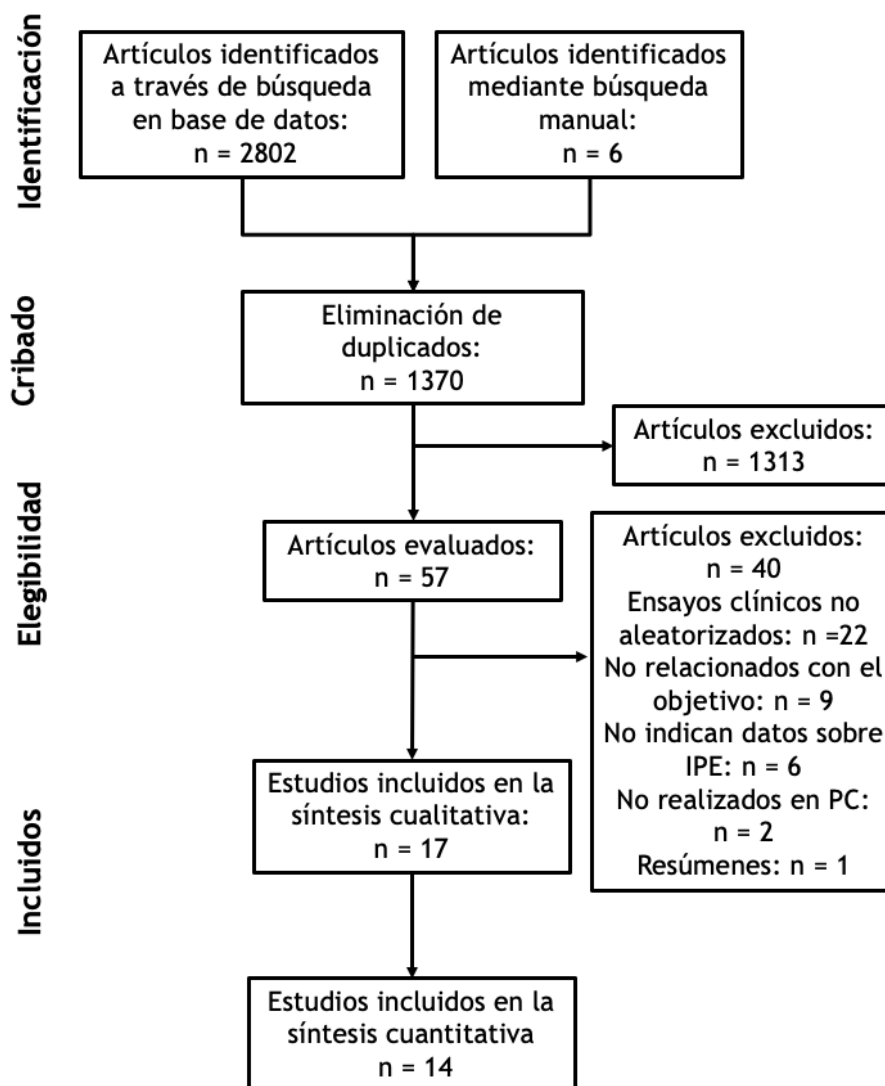 Identificación
Artículos identificados
a través de búsqueda
en base de datos:
n = 2802
Artículos identificados
mediante búsqueda
manual:
n = 6
Cribado
Eliminación de
duplicados:
n = 1370
Artículos excluidos:
n = 1313
Elegibilidad
Artículos evaluados:
n = 57
Artículos excluidos:
n = 40
Ensayos clínicos no
aleatorizados: n =22
No relacionados con el
objetivo: n = 9
No indican datos sobre
IPE: n = 6
No realizados en PC:
n = 2
Resúmenes: n = 1
Incluidos
Estudios incluidos en la
síntesis cualitativa:
n = 17
Estudios incluidos en la
síntesis cuantitativa
n = 14